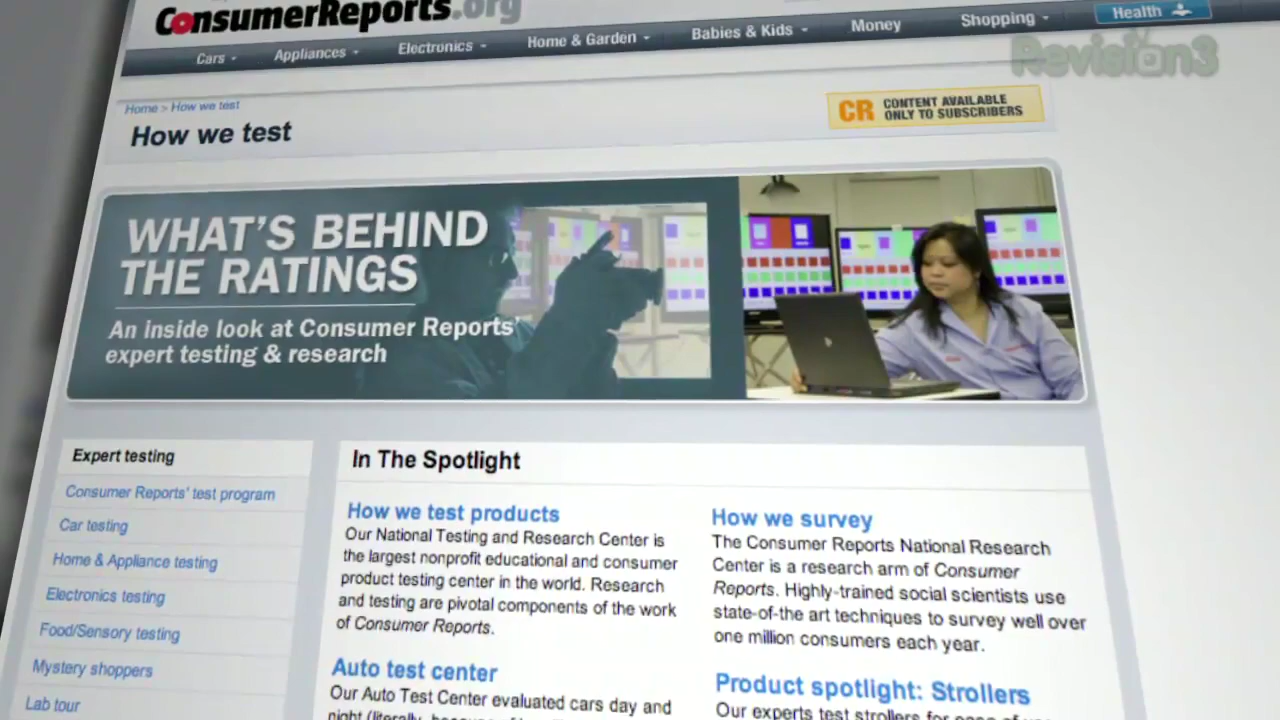 ConsumerReports.org
Cars Appliances Electronics Home & Garden Babies & Kids Money Shopping Health
Revision3
Home > How we test
How we test
CR CONTENT AVAILABLE
ONLY TO SUBSCRIBERS
WHAT'S BEHIND
THE RATINGS
An inside look at Consumer Reports'
expert testing & research
Expert testing
Consumer Reports' test program
Car testing
Home & Appliance testing
Electronics testing
Food/Sensory testing
Mystery shoppers
Lab tour
In The Spotlight
How we test products
Our National Testing and Research Center is
the largest nonprofit educational and consumer
product testing center in the world. Research
and testing are pivotal components of the work
of Consumer Reports.
Auto test center
Our Auto Test Center evaluated cars day and
night (literally, because of
How we survey
The Consumer Reports National Research
Center is a research arm of Consumer
Reports. Highly-trained social scientists use
state-of-the art techniques to survey well over
one million consumers each year.
Product spotlight: Strollers
Our experts test strollers for ease of